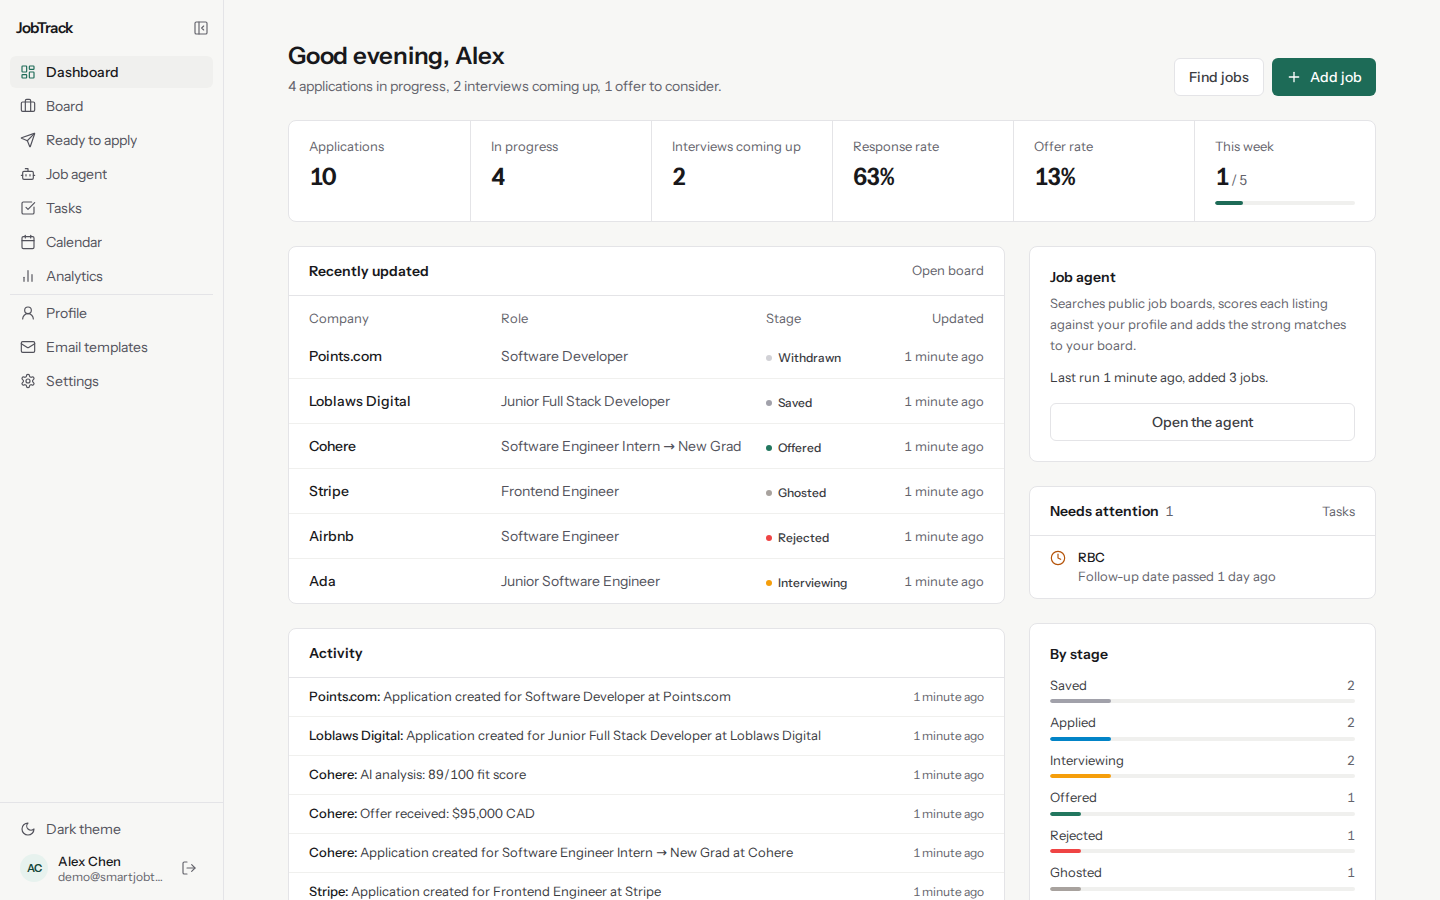 JobTrack
Dashboard
Board
Ready to apply
Job agent
Tasks
Calendar
Analytics
Profile
Email templates
Settings
Dark theme
AC
Alex Chen
demo@smartjobt...
Good evening, Alex
4 applications in progress, 2 interviews coming up, 1 offer to consider.
Find jobs
Add job
Applications
10
In progress
4
Interviews coming up
2
Response rate
63%
Offer rate
13%
This week
1 / 5
Recently updated
Open board
Company Role Stage Updated
Points.com Software Developer Withdrawn 1 minute ago
Loblaws Digital Junior Full Stack Developer Saved 1 minute ago
Cohere Software Engineer Intern → New Grad Offered 1 minute ago
Stripe Frontend Engineer Ghosted 1 minute ago
Airbnb Software Engineer Rejected 1 minute ago
Ada Junior Software Engineer Interviewing 1 minute ago
Activity
Points.com: Application created for Software Developer at Points.com 1 minute ago
Loblaws Digital: Application created for Junior Full Stack Developer at Loblaws Digital 1 minute ago
Cohere: AI analysis: 89/100 fit score 1 minute ago
Cohere: Offer received: $95,000 CAD 1 minute ago
Cohere: Application created for Software Engineer Intern → New Grad at Cohere 1 minute ago
Stripe: Application created for Frontend Engineer at Stripe 1 minute ago
Job agent
Searches public job boards, scores each listing
against your profile and adds the strong matches
to your board.
Last run 1 minute ago, added 3 jobs.
Open the agent
Needs attention 1
Tasks
RBC
Follow-up date passed 1 day ago
By stage
Saved 2
Applied 2
Interviewing 2
Offered 1
Rejected 1
Ghosted 1